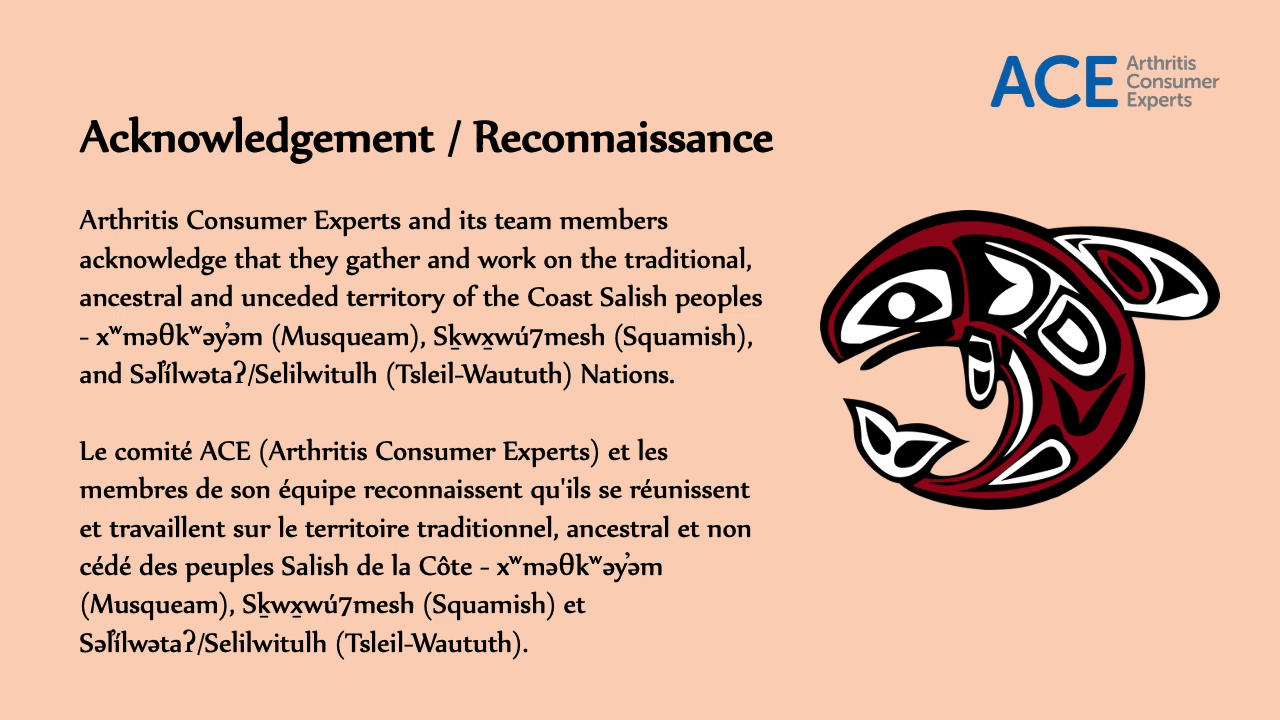 ACE Arthritis
Consumer
Experts
Acknowledgement / Reconnaissance
Arthritis Consumer Experts and its team members
acknowledge that they gather and work on the traditional,
ancestral and unceded territory of the Coast Salish peoples
- xʷməθkʷəy̓əm (Musqueam), Sḵwx̱wú7mesh (Squamish),
and Səl̓ílwətaʔ/Selilwitulh (Tsleil-Waututh) Nations.
Le comité ACE (Arthritis Consumer Experts) et les
membres de son équipe reconnaissent qu'ils se réunissent
et travaillent sur le territoire traditionnel, ancestral et non
cédé des peuples Salish de la Côte - xʷməθkʷəy̓əm
(Musqueam), Sḵwx̱wú7mesh (Squamish) et
Səl̓ílwətaʔ/Selilwitulh (Tsleil-Waututh).